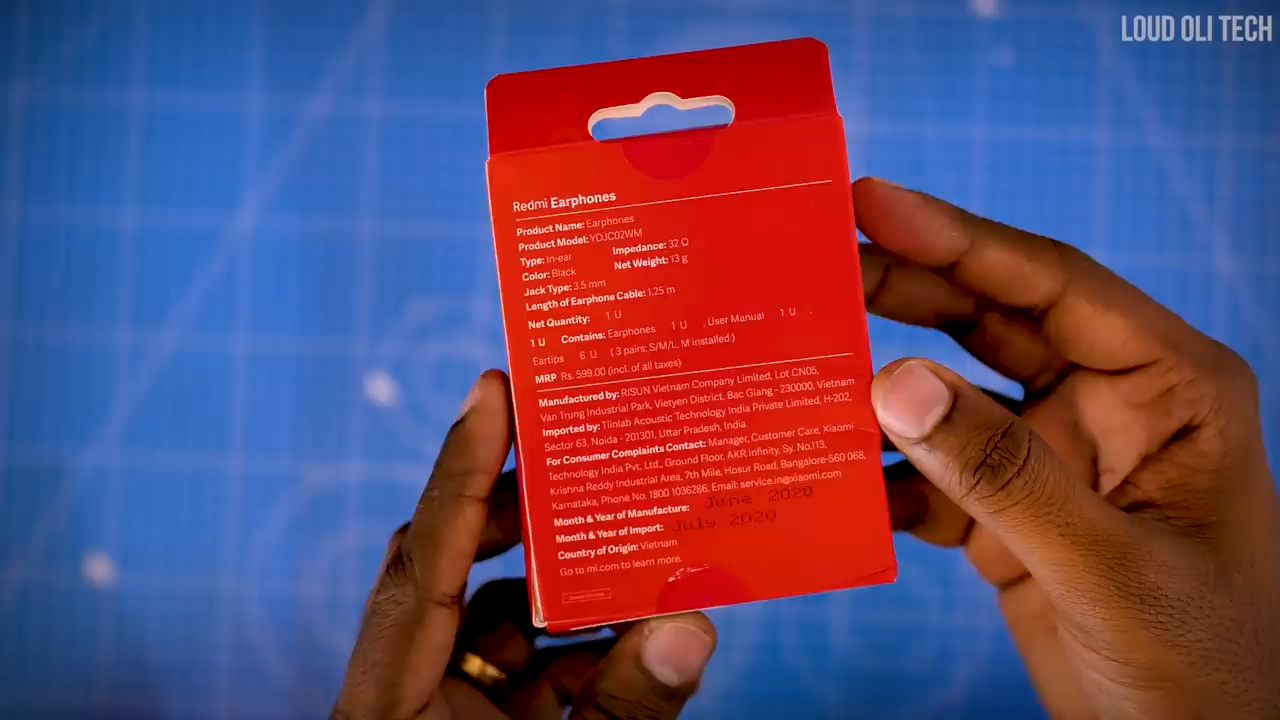 LOUD OLI TECH
Redmi Earphones
Product Name: Earphones
Product Model: YDJC02WM
Type: In-ear Impedance: 32 Ω
Color: Black Net Weight: 13 g
Jack Type: 3.5 mm
Length of Earphone Cable: 1.25 m
Net Quantity: 1 U
1 U Contains: Earphones 1 U , User Manual 1 U ,
Eartips 6 U ( 3 pairs: S/M/L, M installed )
MRP Rs. 599.00 (incl. of all taxes)
Manufactured by: RISUN Vietnam Company Limited, Lot CN05,
Van Trung Industrial Park, Vietyen District, Bac Giang - 230000, Vietnam
Imported by: Tiinlab Acoustic Technology India Private Limited, H-202,
Sector 63, Noida - 201301, Uttar Pradesh, India
For Consumer Complaints Contact: Manager, Customer Care, Xiaomi
Technology India Pvt. Ltd., Ground Floor, AKR Infinity, Sy. No.113,
Krishna Reddy Industrial Area, 7th Mile, Hosur Road, Bangalore-560 068,
Karnataka, Phone No. 1800 1036286, Email: service.in@xiaomi.com
Month & Year of Manufacture: June 2020
Month & Year of Import: July 2020
Country of Origin: Vietnam
Go to mi.com to learn more.